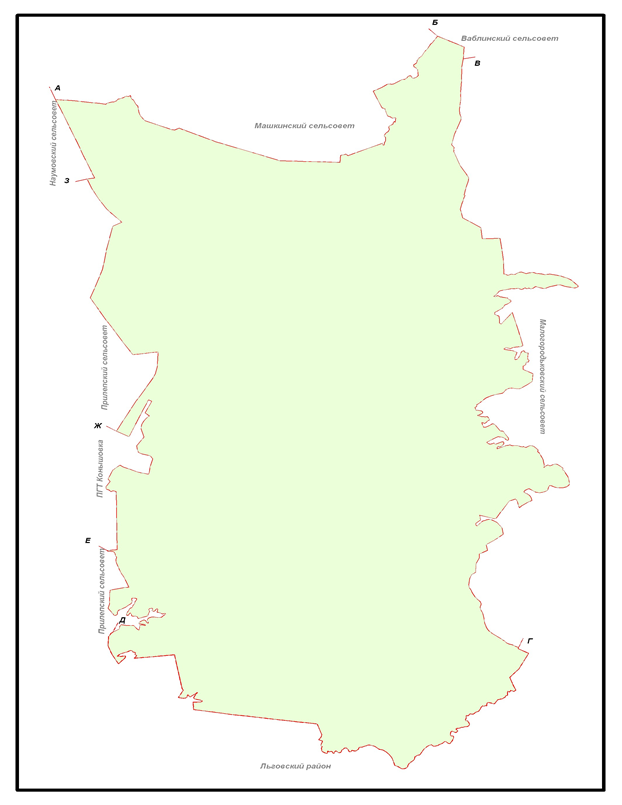 Б
Ваблинский сельсовет
В
А
Машкинский сельсовет
Наумовский сельсовет
З
Прилепский сельсовет
Малогородьковский сельсовет
Ж
ПГТ Конышовка
Е
Прилепский сельсовет
Д
Г
Льговский район